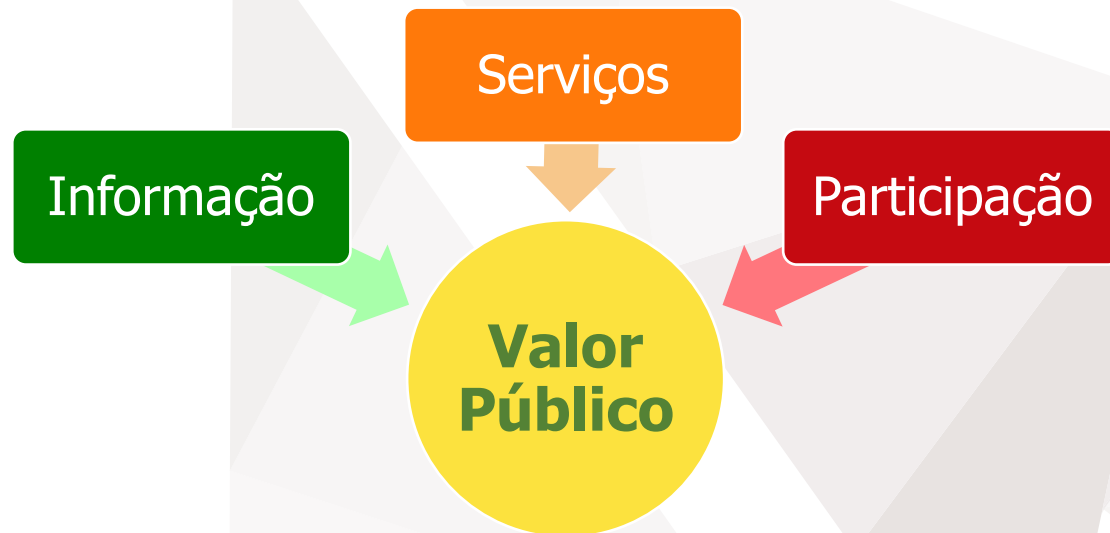 Serviços
Informação
Participação
Valor
Público